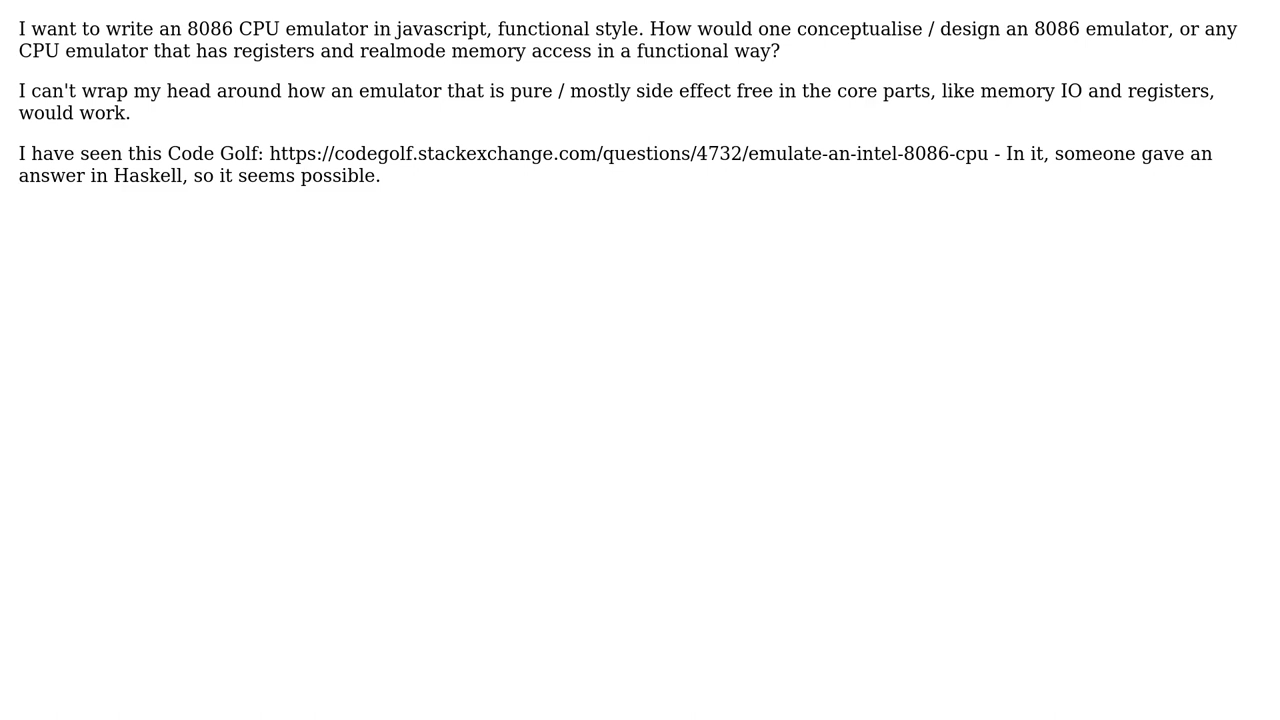 I want to write an 8086 CPU emulator in javascript, functional style. How would one conceptualise / design an 8086 emulator, or any
CPU emulator that has registers and realmode memory access in a functional way?
I can't wrap my head around how an emulator that is pure / mostly side effect free in the core parts, like memory IO and registers,
would work.
I have seen this Code Golf: https://codegolf.stackexchange.com/questions/4732/emulate-an-intel-8086-cpu - In it, someone gave an
answer in Haskell, so it seems possible.